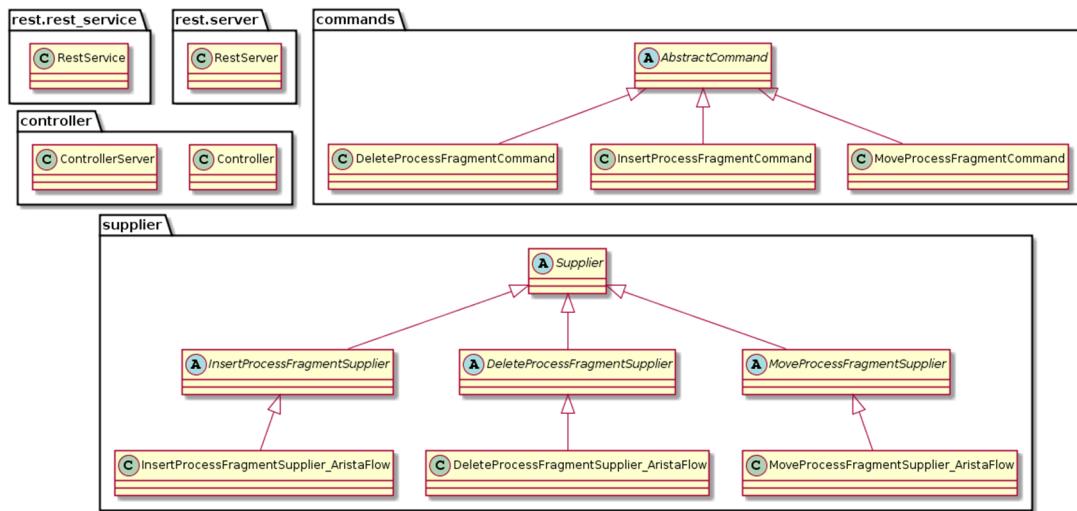 rest.rest_service
C RestService
rest.server
C RestServer
commands
A AbstractCommand
C DeleteProcessFragmentCommand
C InsertProcessFragmentCommand
C MoveProcessFragmentCommand
controller
C ControllerServer
C Controller
supplier
A Supplier
A InsertProcessFragmentSupplier
A DeleteProcessFragmentSupplier
A MoveProcessFragmentSupplier
C InsertProcessFragmentSupplier_AristaFlow
C DeleteProcessFragmentSupplier_AristaFlow
C MoveProcessFragmentSupplier_AristaFlow